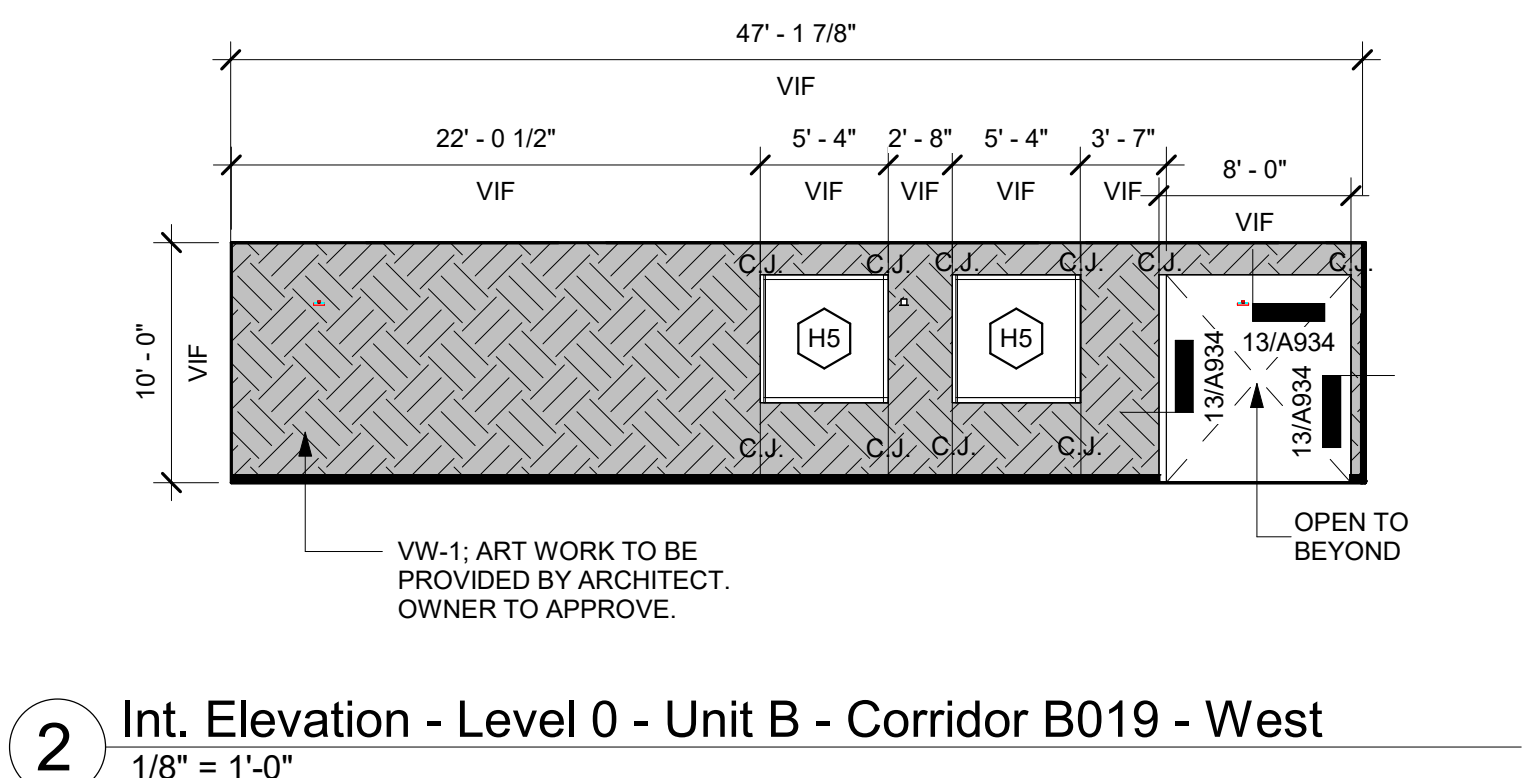 47' - 1 7/8"
VIF
22' - 0 1/2"
5' - 4"
2' - 8"
5' - 4"
3' - 7"
8' - 0"
VIF
VIF
VIF
VIF
VIF
VIF
10' - 0"
VIF
C.J.
C.J.
C.J.
C.J.
C.J.
C.J.
H5
H5
13/A934
13/A934
13/A934
C.J.
C.J.
C.J.
C.J.
VW-1; ART WORK TO BE
PROVIDED BY ARCHITECT.
OWNER TO APPROVE.
OPEN TO
BEYOND
2
Int. Elevation - Level 0 - Unit B - Corridor B019 - West
1/8" = 1'-0"